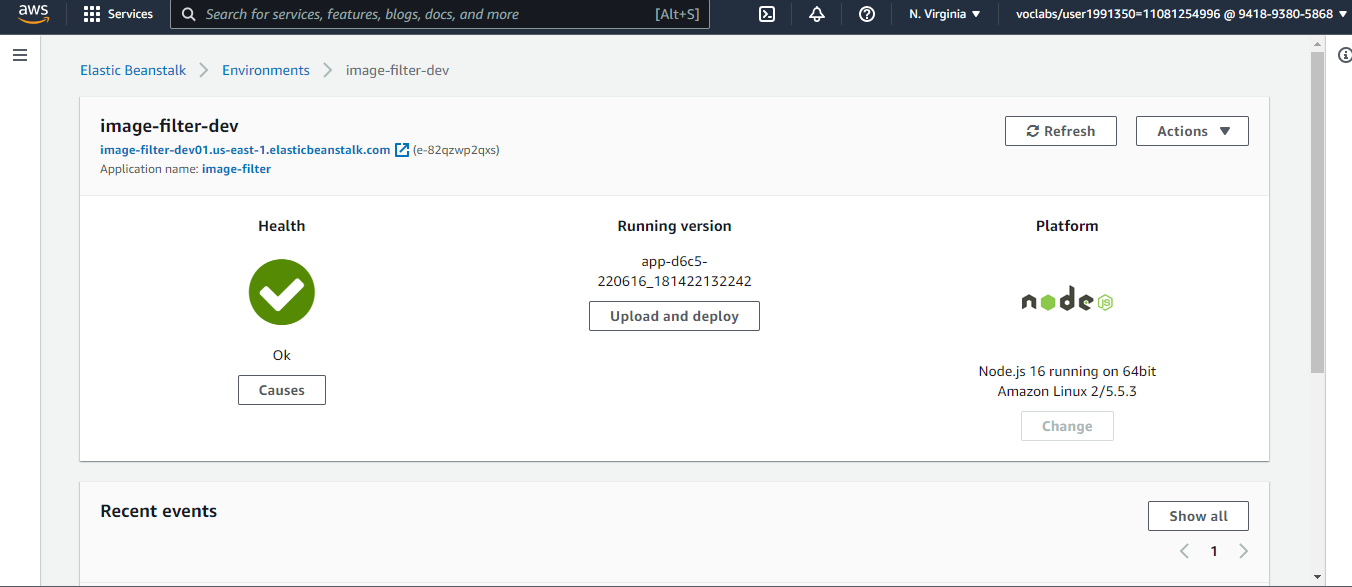 aws
Services
Search for services, features, blogs, docs, and more
[Alt+S]
N. Virginia
voclabs/user1991350=11081254996 @ 9418-9380-5868
Elastic Beanstalk
Environments
image-filter-dev
image-filter-dev
image-filter-dev01.us-east-1.elasticbeanstalk.com (e-82qzwp2qxs)
Application name: image-filter
Refresh
Actions
Health
Ok
Causes
Running version
app-d6c5-
220616_181422132242
Upload and deploy
Platform
node JS
Node.js 16 running on 64bit
Amazon Linux 2/5.5.3
Change
Recent events
Show all
1